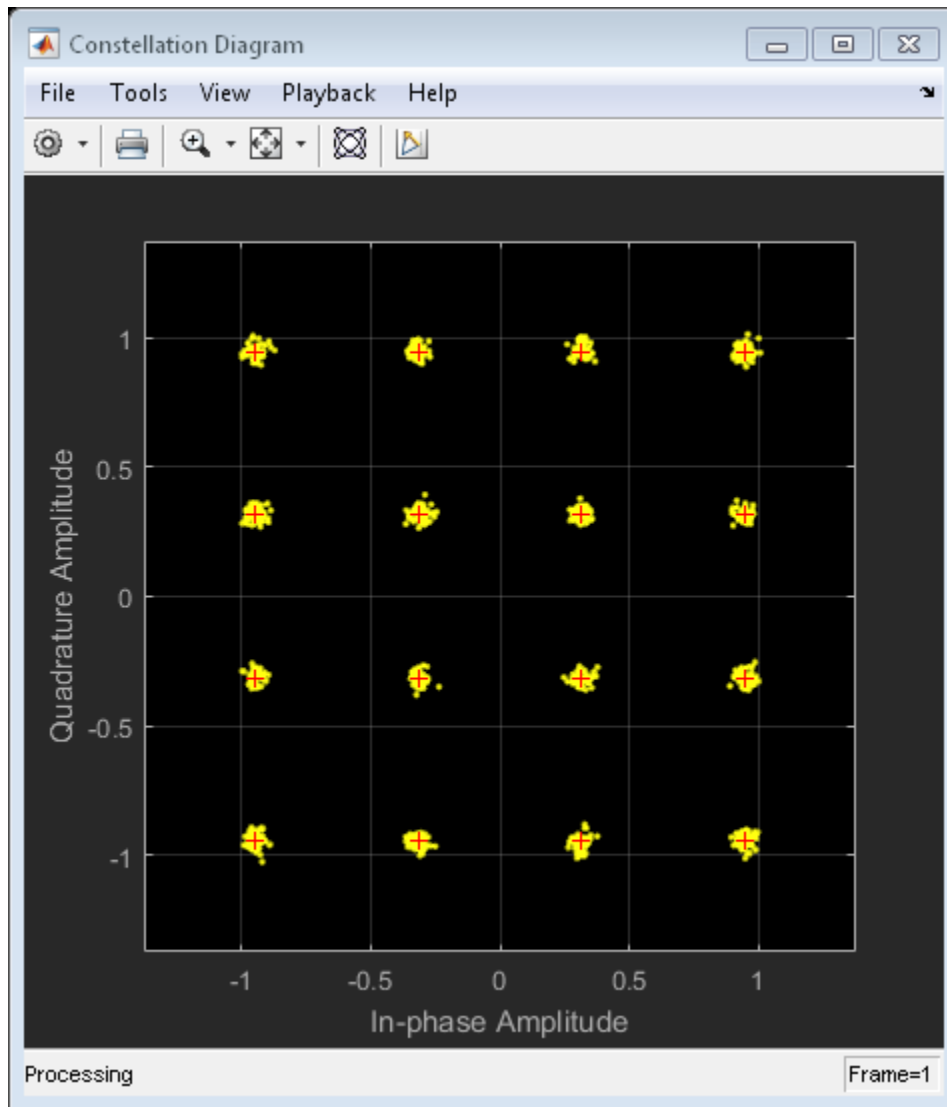 Constellation Diagram
File Tools View Playback Help
Quadrature Amplitude
1
0.5
0
-0.5
-1
-1 -0.5 0 0.5 1
In-phase Amplitude
Processing Frame=1